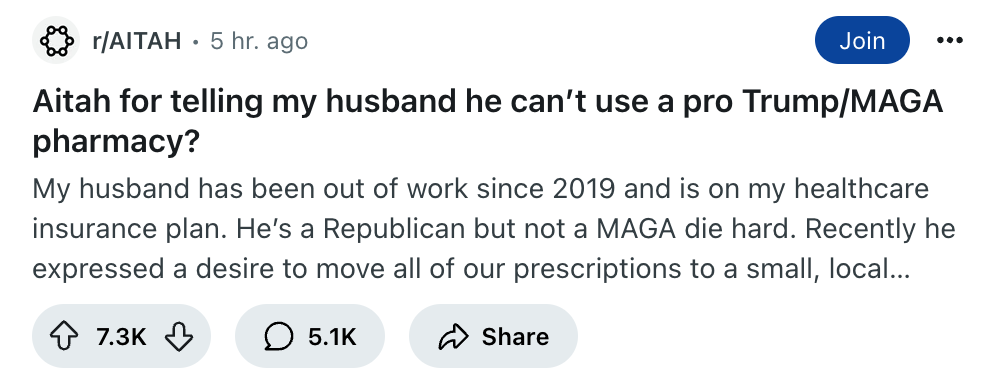 r/AITAH • 5 hr. ago
Join
Aitah for telling my husband he can't use a pro Trump/MAGA
pharmacy?
My husband has been out of work since 2019 and is on my healthcare
insurance plan. He's a Republican but not a MAGA die hard. Recently he
expressed a desire to move all of our prescriptions to a small, local...
7.3K
5.1K
Share